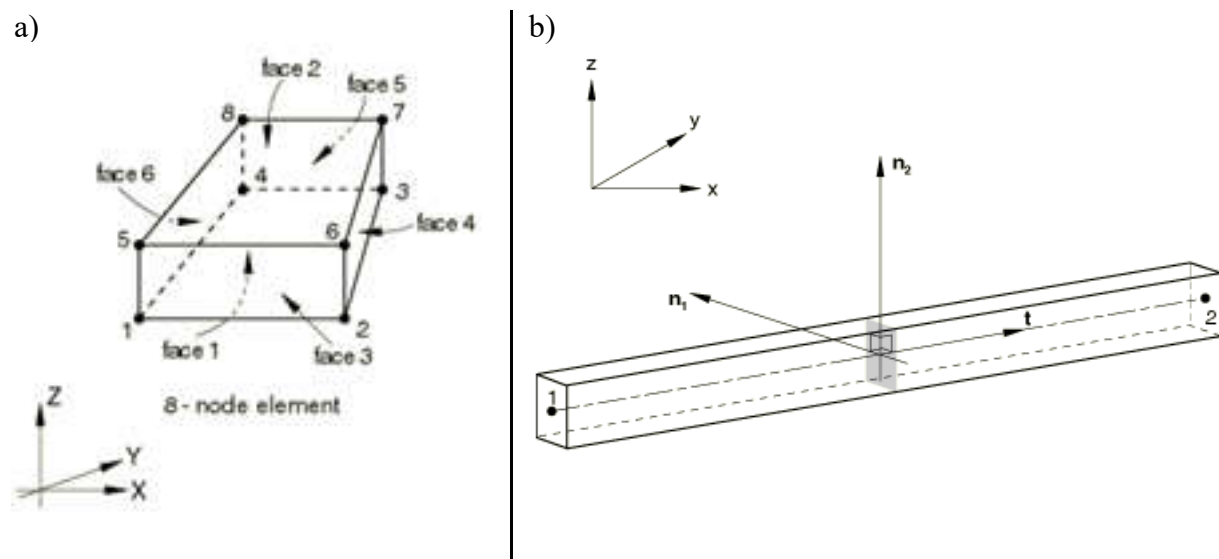 a)
face 2
face 5
8
7
face 6
4
3
5
6
face 4
1
2
face 1
face 3
8 - node element
Z
Y
X
b)
z
y
x
n2
n1
t
2
1